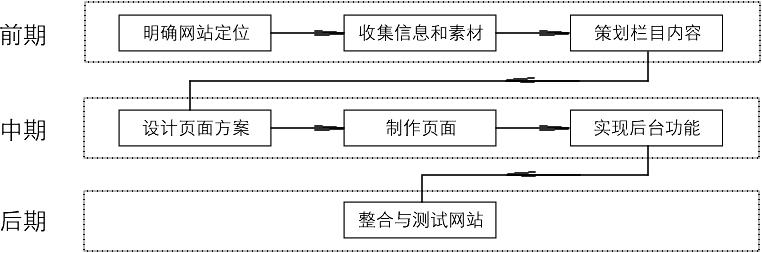 前期
明确网站定位
收集信息和素材
策划栏目内容
中期
设计页面方案
制作页面
实现后台功能
后期
整合与测试网站